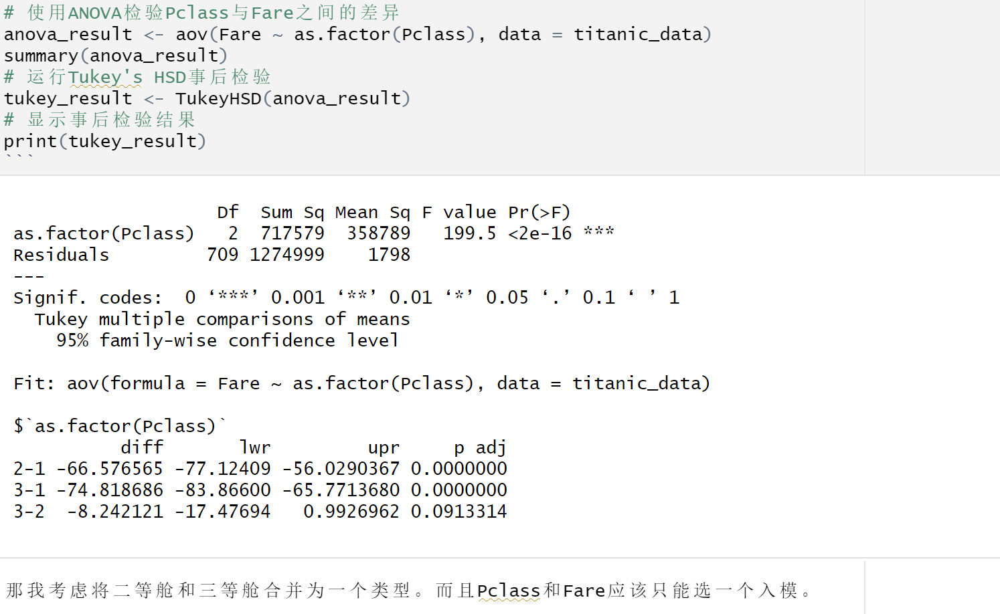 # 使用ANOVA检验Pclass与Fare之间的差异
anova_result <- aov(Fare ~ as.factor(Pclass), data = titanic_data)
summary(anova_result)
# 运行Tukey's HSD事后检验
tukey_result <- TukeyHSD(anova_result)
# 显示事后检验结果
print(tukey_result)
```
                   Df  Sum Sq Mean Sq F value Pr(>F)
as.factor(Pclass)   2  717579  358789   199.5 <2e-16 ***
Residuals         709 1274999    1798
---
Signif. codes:  0 ‘***’ 0.001 ‘**’ 0.01 ‘*’ 0.05 ‘.’ 0.1 ‘ ’ 1
  Tukey multiple comparisons of means
    95% family-wise confidence level
Fit: aov(formula = Fare ~ as.factor(Pclass), data = titanic_data)
$`as.factor(Pclass)`
          diff       lwr         upr     p adj
2-1 -66.576565 -77.12409 -56.0290367 0.0000000
3-1 -74.818686 -83.86600 -65.7713680 0.0000000
3-2  -8.242121 -17.47694   0.9926962 0.0913314
那我考虑将二等舱和三等舱合并为一个类型。而且Pclass和Fare应该只能选一个入模。